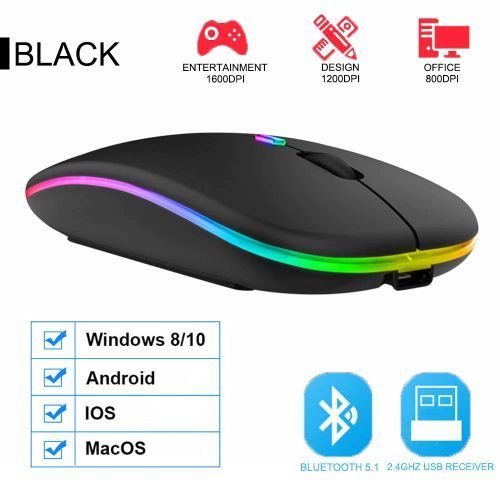 BLACK
ENTERTAINMENT
1600DPI
DESIGN
1200DPI
OFFICE
800DPI
Windows 8/10
Android
IOS
MacOS
BLUETOOTH 5.1
2.4GHZ USB RECEIVER